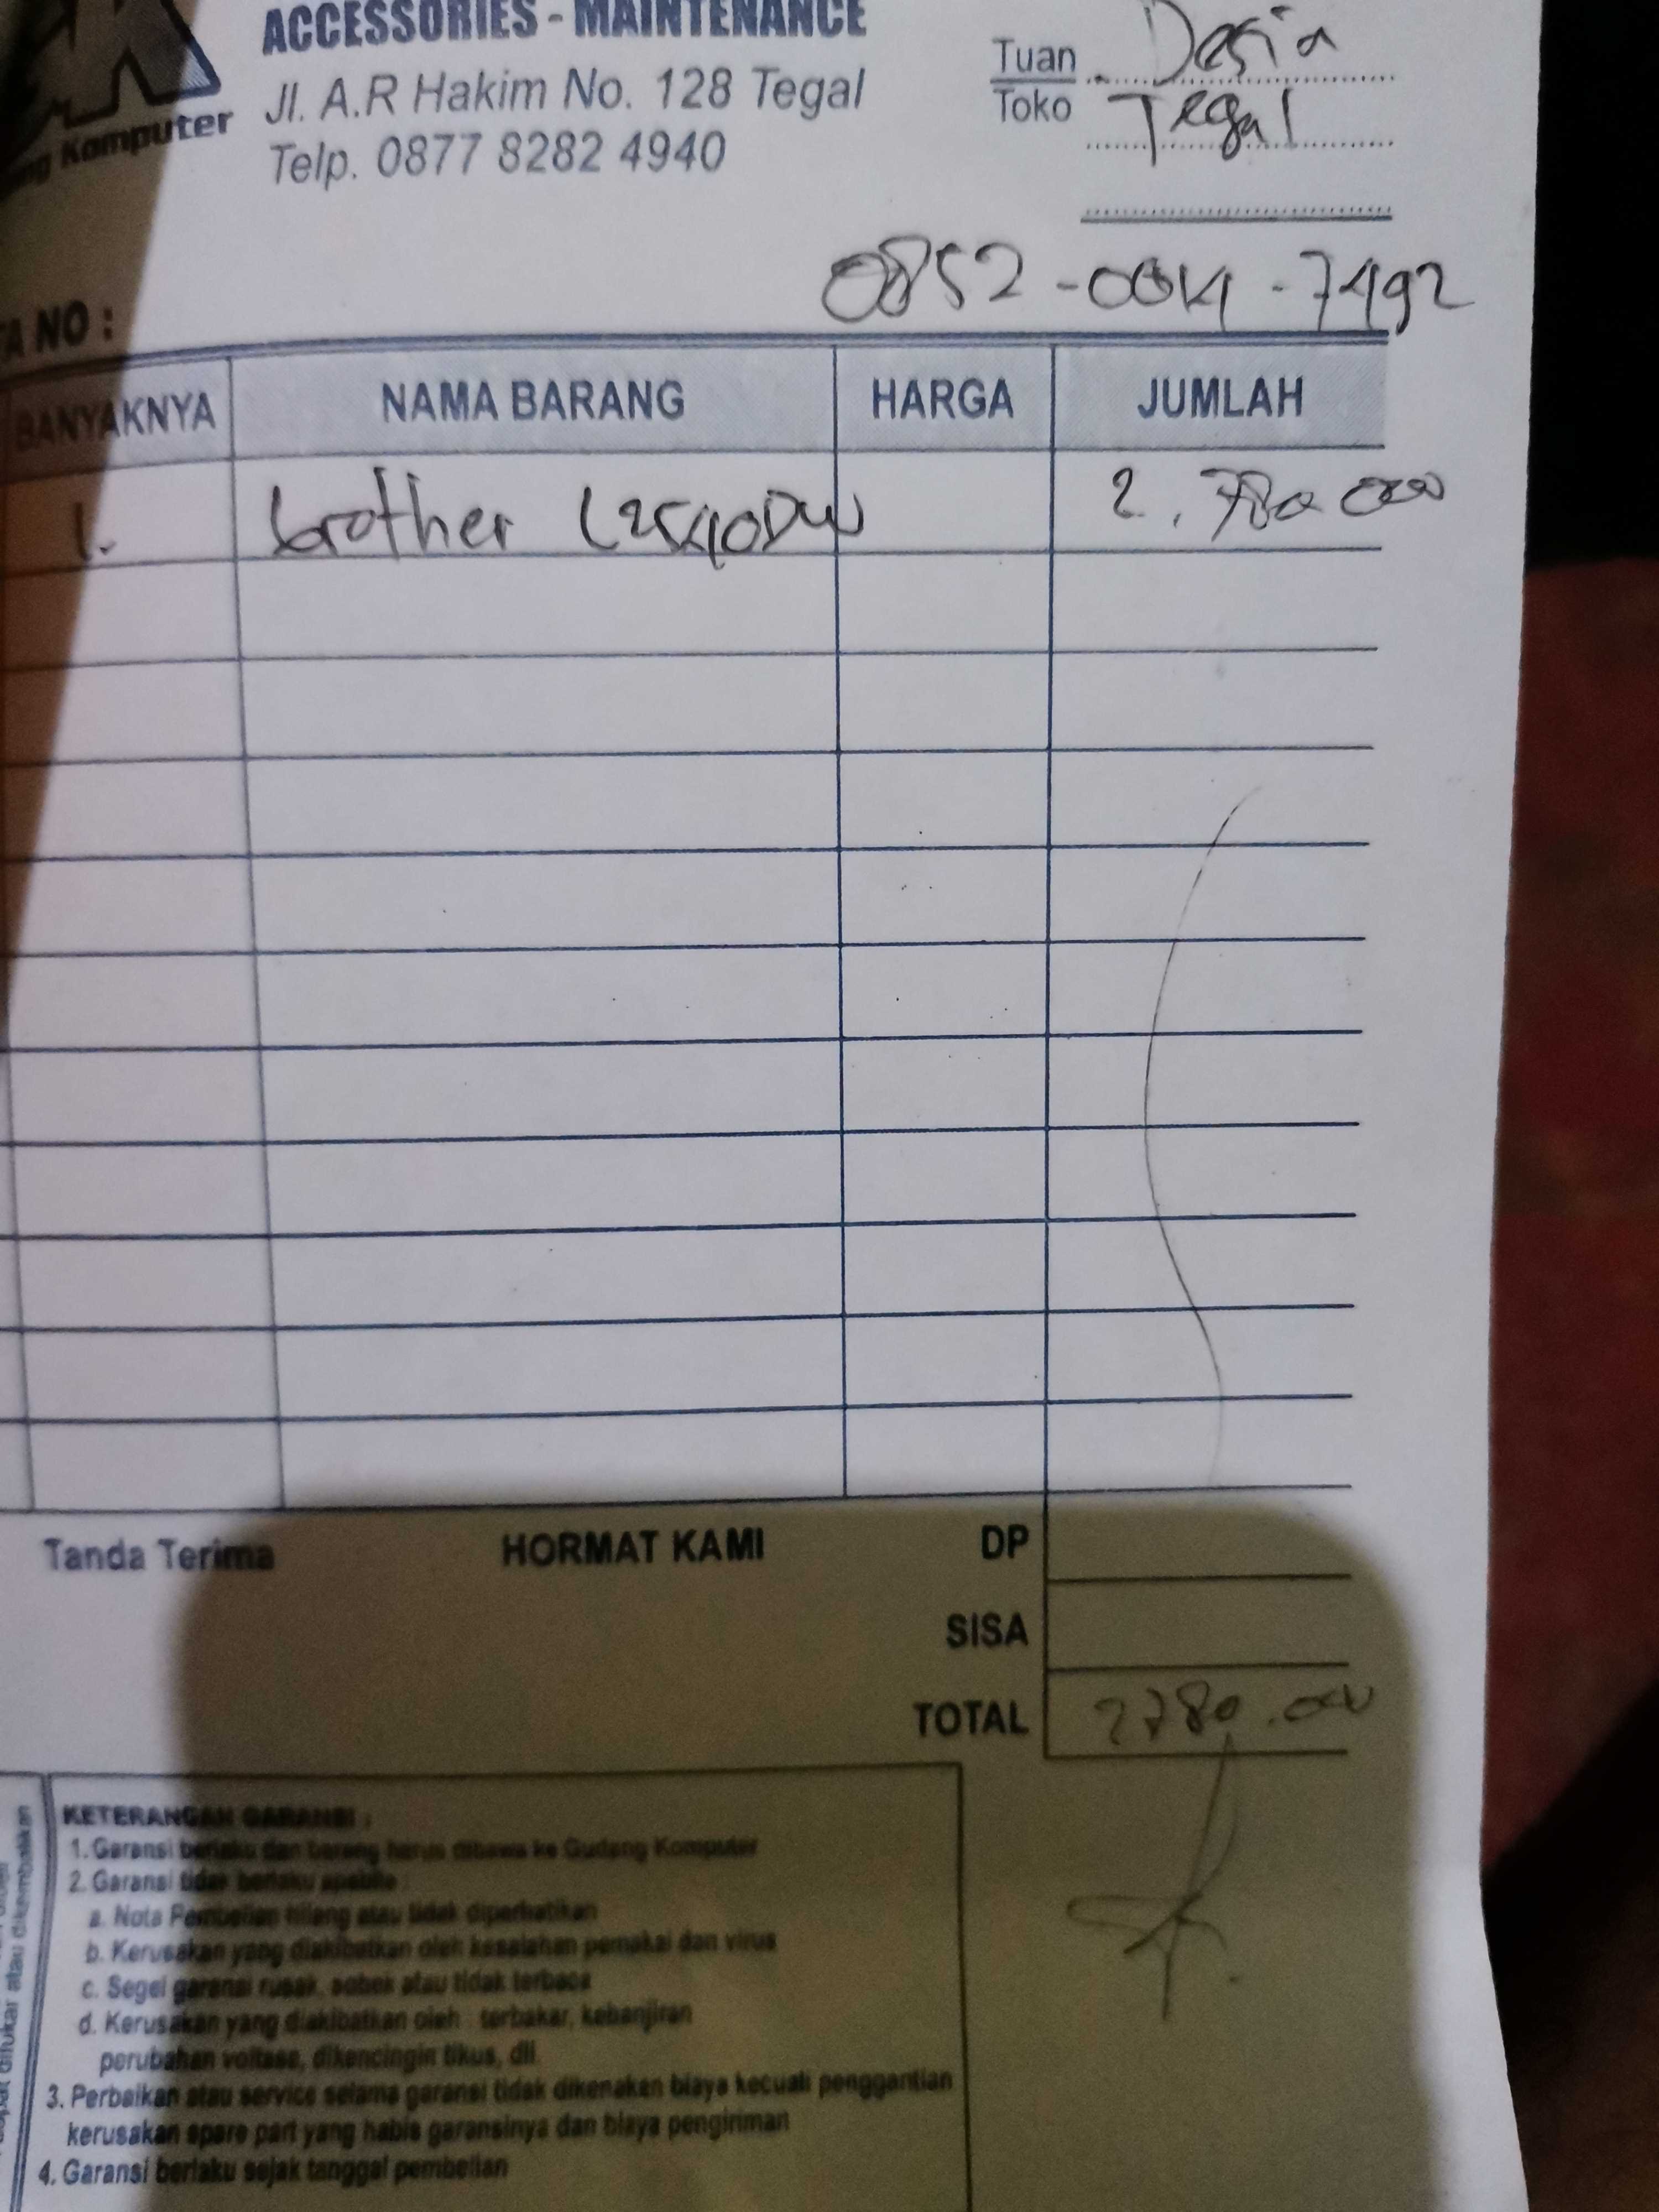 ACCESSORIES - MAINTENANCE
Jl. A.R Hakim No. 128 Tegal
Telp. 0877 8282 4940
Komputer
Tuan Desia
Toko Tegal
7492
NO :
BANYAKNYA NAMA BARANG HARGA JUMLAH
1. brother L2540DW 2.780.000
Tanda Terima HORMAT KAMI DP
SISA
TOTAL 2780.000
KETERANGAN GARANSI :
1. Garansi berlaku dan barang harus dibawa ke Gudang Komputer
2. Garansi tidak berlaku apabila :
a. Nota Pembelian hilang atau tidak diperhatikan
b. Kerusakan yang diakibatkan oleh kesalahan pemakai dan virus
c. Segel garansi rusak, sobek atau tidak terbaca
d. Kerusakan yang diakibatkan oleh : terbakar, kebanjiran
perubahan voltase, dikencingin tikus, dll.
3. Perbaikan atau service selama garansi tidak dikenakan biaya kecuali penggantian
kerusakan spare part yang habis garansinya dan biaya pengiriman
4. Garansi berlaku sejak tanggal pembelian
ditukar atau dikembalikan